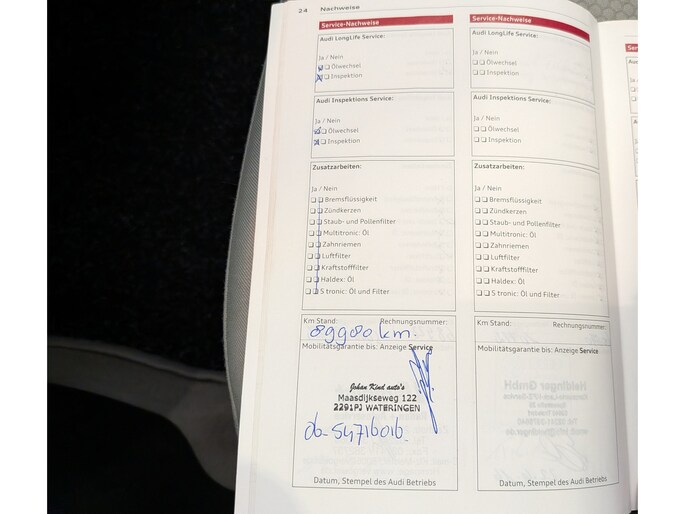 24 Nachweise
Service-Nachweise
Audi LongLife Service:
Ja / Nein
Ölwechsel
Inspektion
Audi Inspektions Service:
Ja / Nein
Ölwechsel
Inspektion
Zusatzarbeiten:
Ja / Nein
Bremsflüssigkeit
Zündkerzen
Staub- und Pollenfilter
Multitronic: Öl
Zahnriemen
Luftfilter
Kraftstofffilter
Haldex: Öl
S tronic: Öl und Filter
Km Stand: Rechnungsnummer:
89980 km.
Mobilitätsgarantie bis: Anzeige Service
Johan Kind auto's
Maasdijkseweg 122
2291PJ WATERINGEN
06-54716016
Datum, Stempel des Audi Betriebs
Service-Nachweise
Audi LongLife Service:
Ja / Nein
Ölwechsel
Inspektion
Audi Inspektions Service:
Ja / Nein
Ölwechsel
Inspektion
Zusatzarbeiten:
Ja / Nein
Bremsflüssigkeit
Zündkerzen
Staub- und Pollenfilter
Multitronic: Öl
Zahnriemen
Luftfilter
Kraftstofffilter
Haldex: Öl
S tronic: Öl und Filter
Km Stand: Rechnungsnummer:
Mobilitätsgarantie bis: Anzeige Service
Datum, Stempel des Audi Betriebs